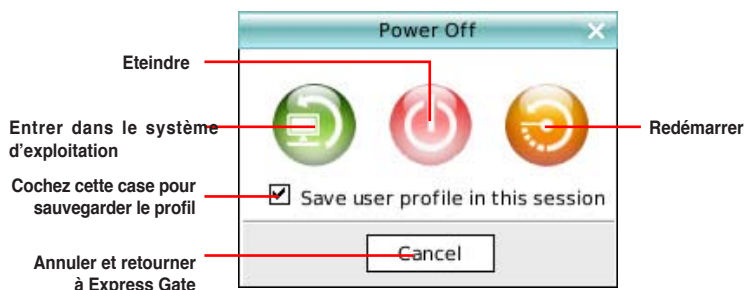 Power Off
Eteindre
Entrer dans le système
d'exploitation
Redémarrer
Cochez cette case pour
sauvegarder le profil
Save user profile in this session
Cancel
Annuler et retourner
à Express Gate